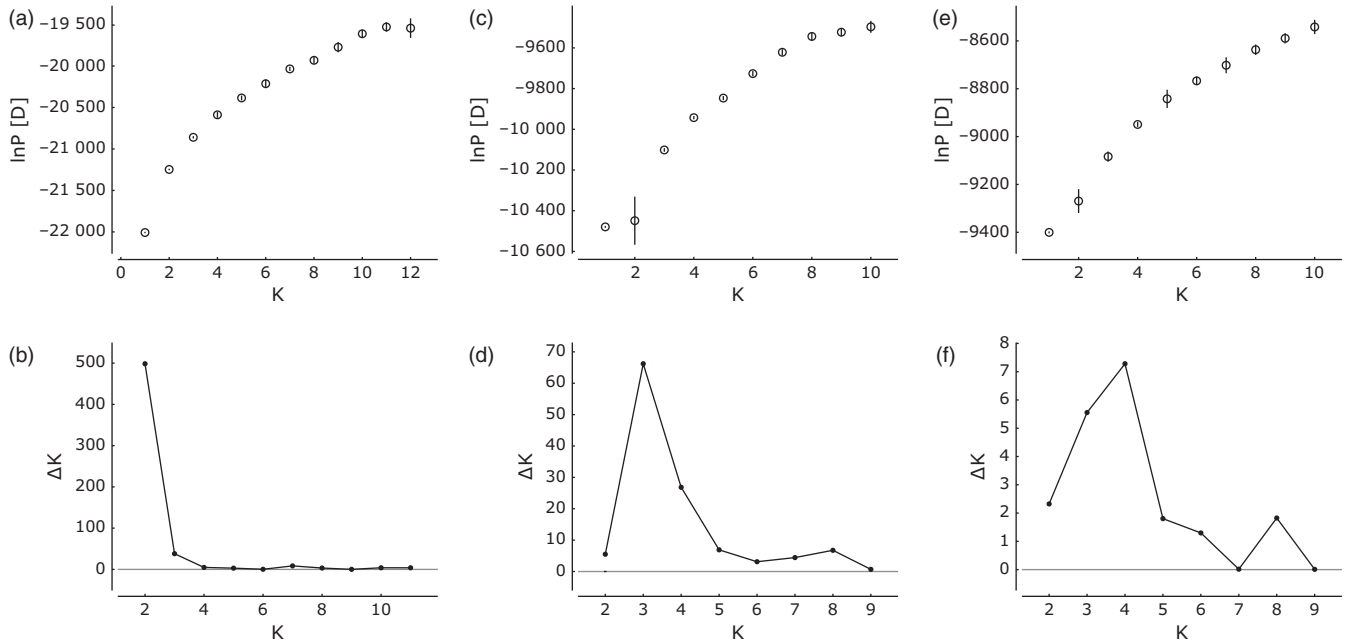 (a)
lnP [D]
−19 500
−20 000
−20 500
−21 000
−21 500
−22 000
0 2 4 6 8 10 12
K
(c)
lnP [D]
−9600
−9800
−10 000
−10 200
−10 400
−10 600
2 4 6 8 10
K
(e)
lnP [D]
−8600
−8800
−9000
−9200
−9400
2 4 6 8 10
K
(b)
ΔK
500
400
300
200
100
0
2 4 6 8 10
K
(d)
ΔK
70
60
50
40
30
20
10
0
2 3 4 5 6 7 8 9
K
(f)
ΔK
8
7
6
5
4
3
2
1
0
2 3 4 5 6 7 8 9
K